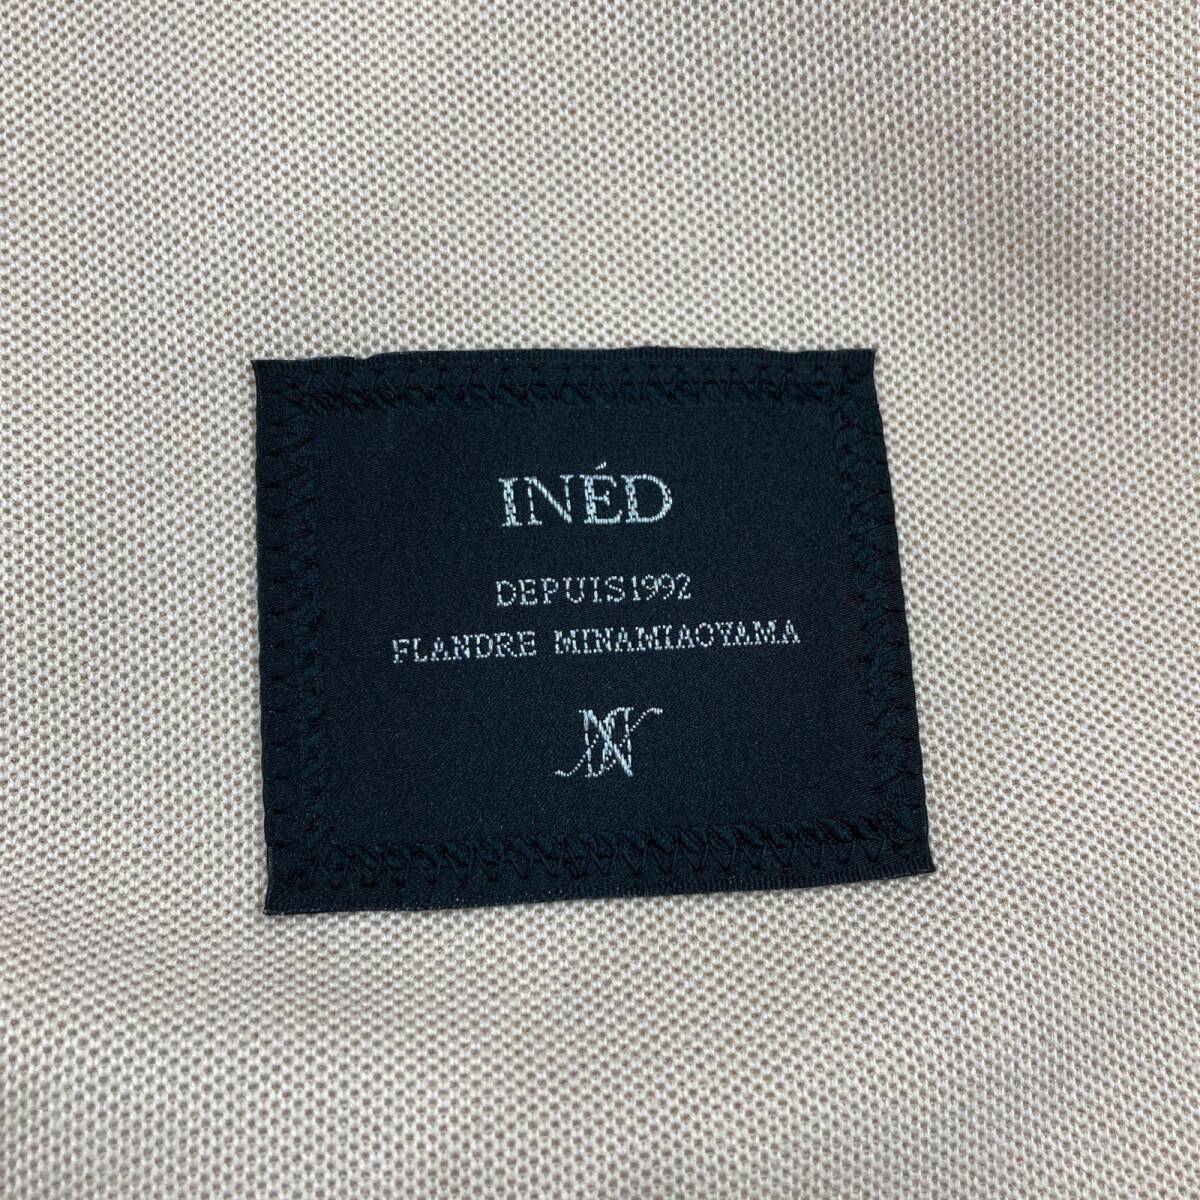 INÉD
DEPUIS1992
FLANDRE MINAMIAOYAMA